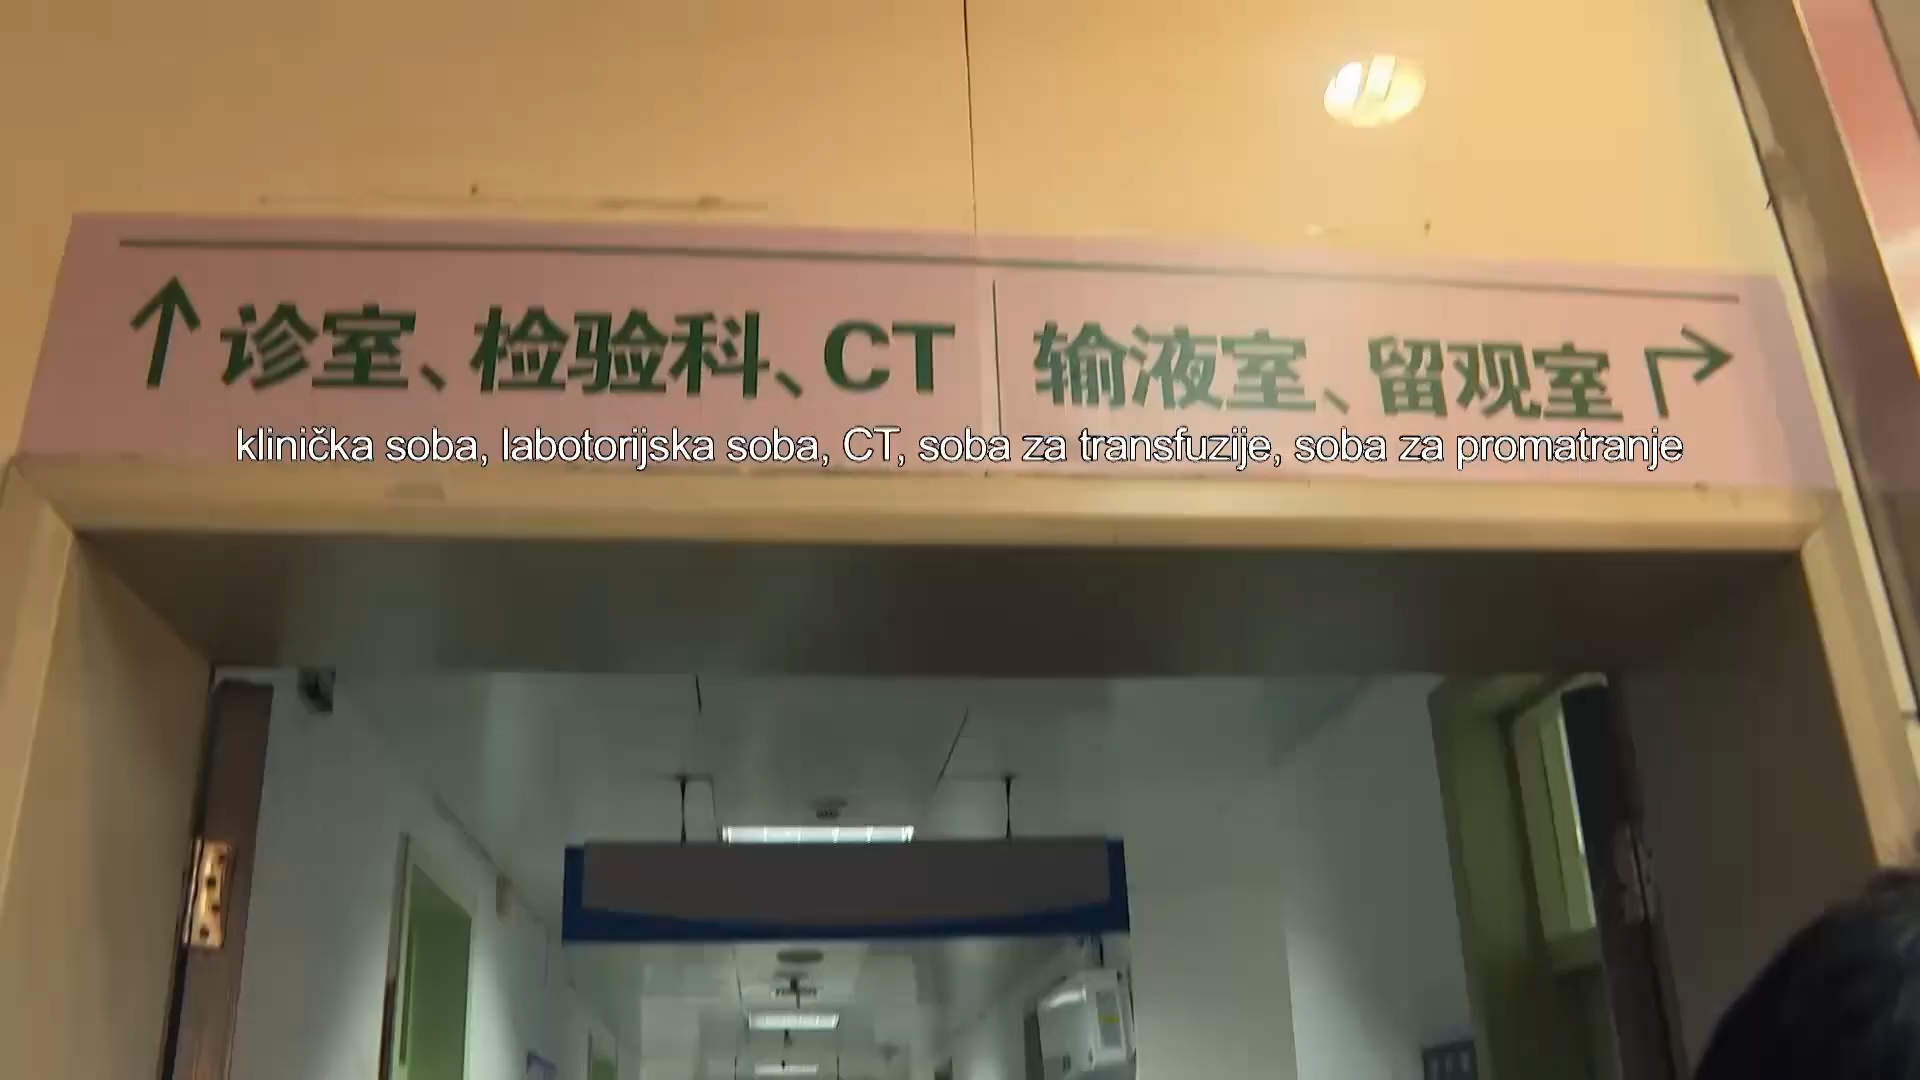 诊室、检验科、CT 输液室、留观室
klinička soba, labotorijska soba, CT, soba za transfuzije, soba za promatranje